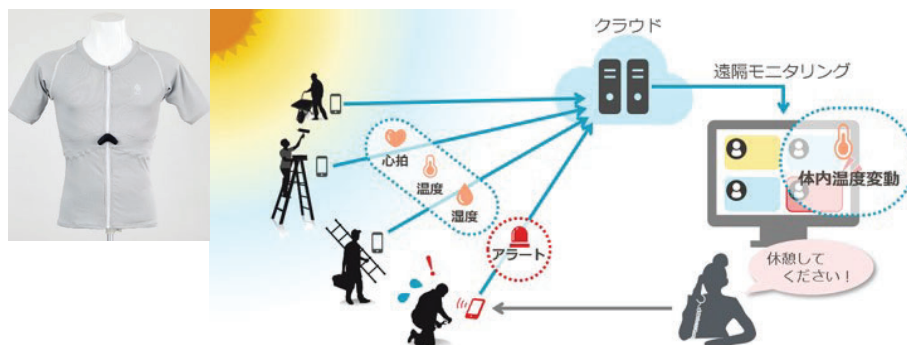 クラウド
遠隔モニタリング
心拍
温度
湿度
体内温度変動
アラート
休憩して
ください！